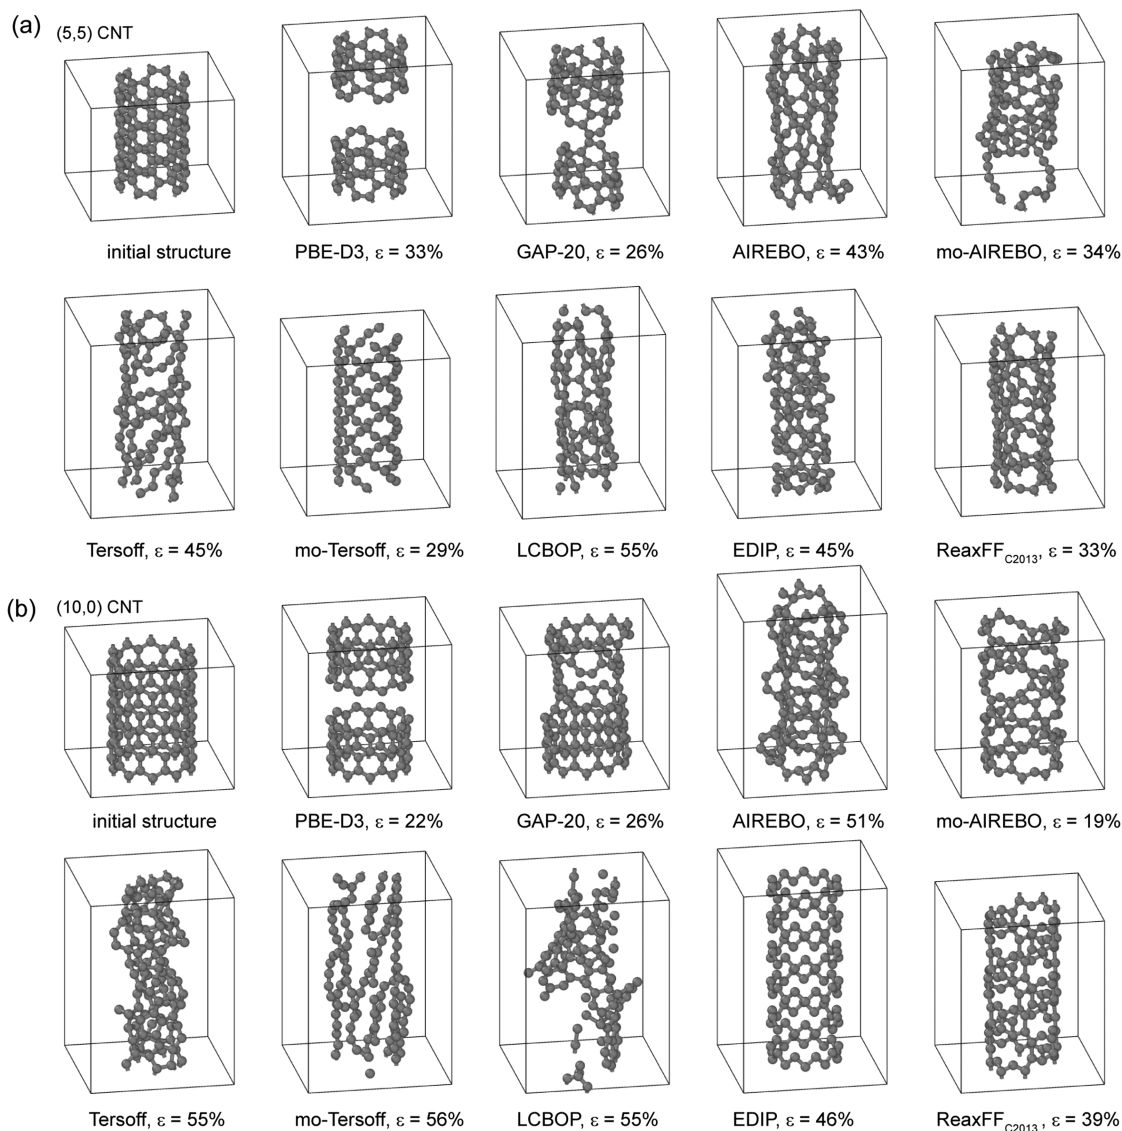 (a) (5,5) CNT
initial structure PBE-D3, ε = 33% GAP-20, ε = 26% AIREBO, ε = 43% mo-AIREBO, ε = 34%
Tersoff, ε = 45% mo-Tersoff, ε = 29% LCBOP, ε = 55% EDIP, ε = 45% ReaxFF_C2013, ε = 33%
(b) (10,0) CNT
initial structure PBE-D3, ε = 22% GAP-20, ε = 26% AIREBO, ε = 51% mo-AIREBO, ε = 19%
Tersoff, ε = 55% mo-Tersoff, ε = 56% LCBOP, ε = 55% EDIP, ε = 46% ReaxFF_C2013, ε = 39%